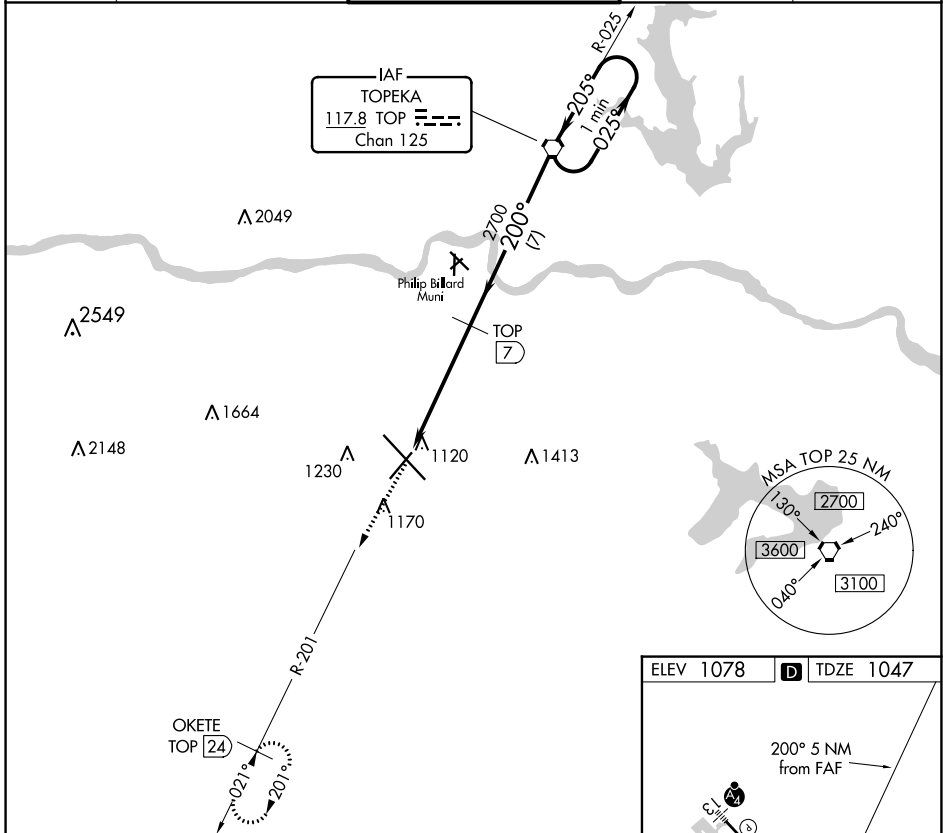 R-025
IAF
TOPEKA
117.8 TOP
Chan 125
205°
1 min
025°
2049
2700
200°
(7)
Philip Billard
Muni
2549
TOP
7
1664
2148
1230
1120
1413
1170
MSA TOP 25 NM
130°
2700
240°
3600
040°
3100
R-201
ELEV 1078 D TDZE 1047
OKETE
TOP 24
021°
201°
200° 5 NM
from FAF
A4
13
P